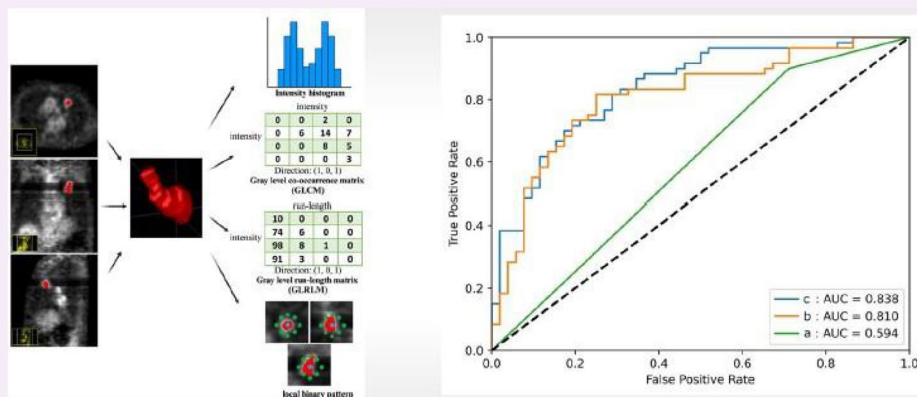 Intensity histogram
intensity
intensity
0 0 2 0
0 6 14 7
0 0 8 5
0 0 0 3
Direction: (1, 0, 1)
Gray level co-occurrence matrix
(GLCM)
run-length
intensity
10 0 0 0
74 6 0 0
98 8 1 0
91 3 0 0
Direction: (1, 0, 1)
Gray level run-length matrix
(GLRLM)
local binary pattern
True Positive Rate
1.0
0.8
0.6
0.4
0.2
0.0
c : AUC = 0.838
b : AUC = 0.810
a : AUC = 0.594
0.0 0.2 0.4 0.6 0.8 1.0
False Positive Rate